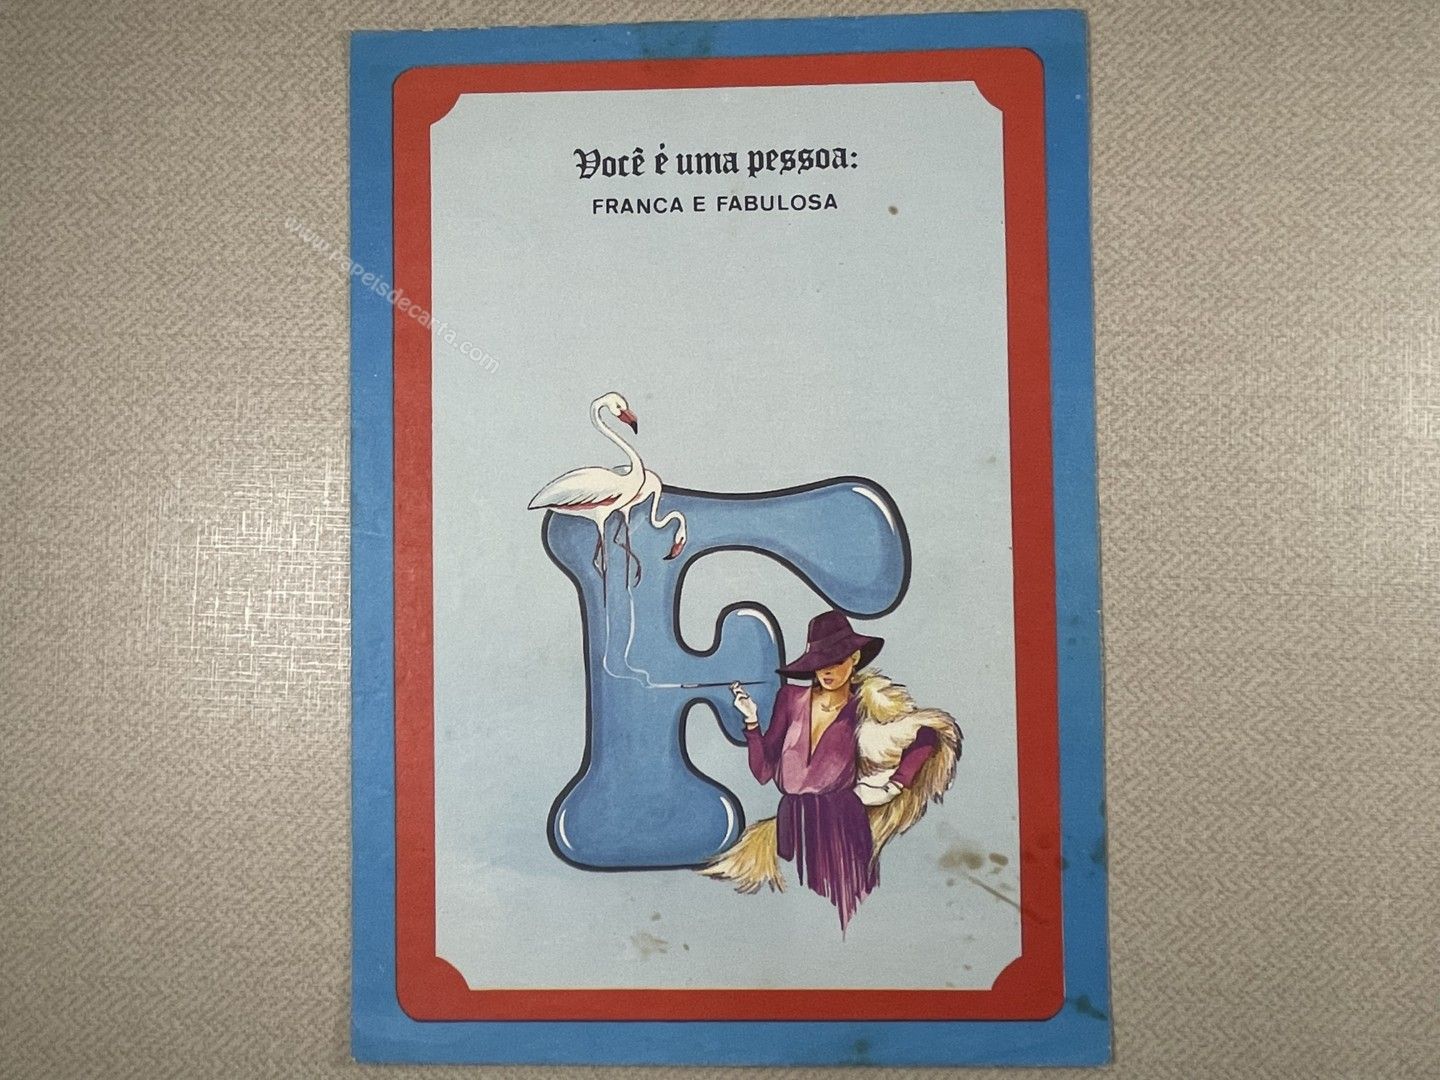 Você é uma pessoa:
FRANCA E FABULOSA
www.papeisdecarta.com